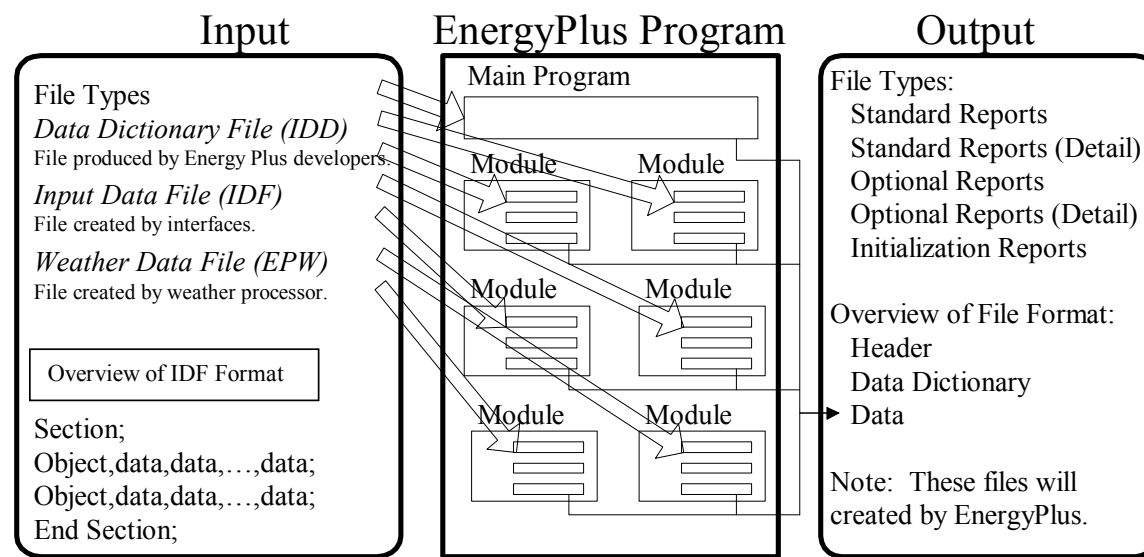 Input
File Types
Data Dictionary File (IDD)
File produced by Energy Plus developers.
Input Data File (IDF)
File created by interfaces.
Weather Data File (EPW)
File created by weather processor.
Overview of IDF Format
Section;
Object,data,data,…,data;
Object,data,data,…,data;
End Section;
EnergyPlus Program
Main Program
Module
Module
Module
Module
Module
Module
Output
File Types:
Standard Reports
Standard Reports (Detail)
Optional Reports
Optional Reports (Detail)
Initialization Reports
Overview of File Format:
Header
Data Dictionary
Data
Note: These files will
created by EnergyPlus.